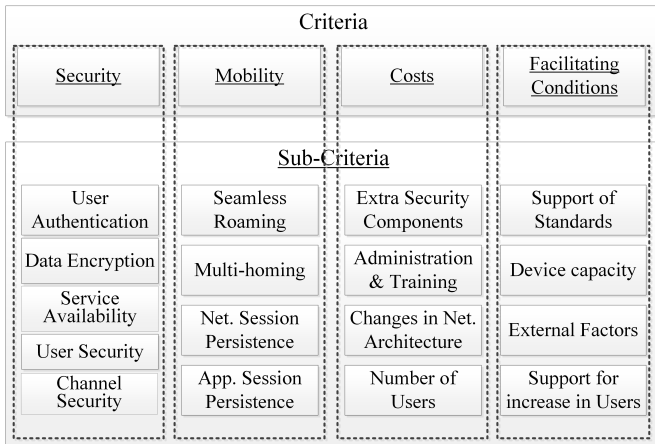 Criteria
Security
Mobility
Costs
Facilitating
Conditions
Sub-Criteria
User
Authentication
Data Encryption
Service
Availability
User Security
Channel
Security
Seamless
Roaming
Multi-homing
Net. Session
Persistence
App. Session
Persistence
Extra Security
Components
Administration
& Training
Changes in Net.
Architecture
Number of
Users
Support of
Standards
Device capacity
External Factors
Support for
increase in Users